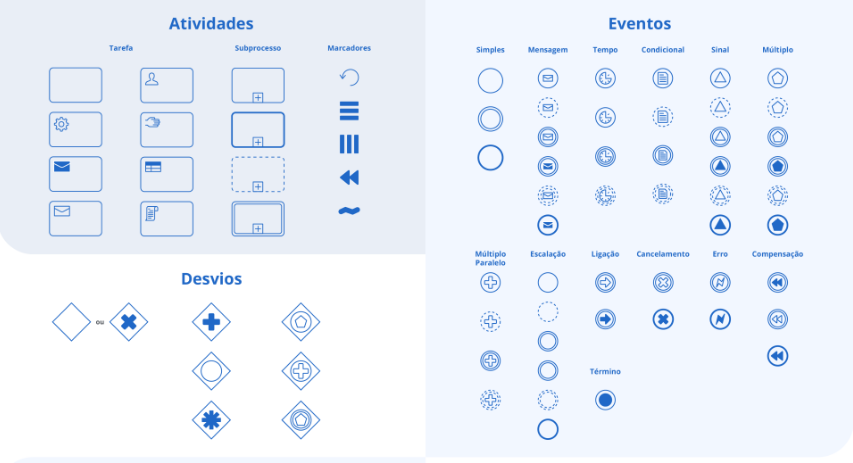 Atividades
Tarefa
Subprocesso
Marcadores
Desvios
ou
Eventos
Simples
Mensagem
Tempo
Condicional
Sinal
Múltiplo
Múltiplo
Paralelo
Escalação
Ligação
Cancelamento
Erro
Compensação
Término